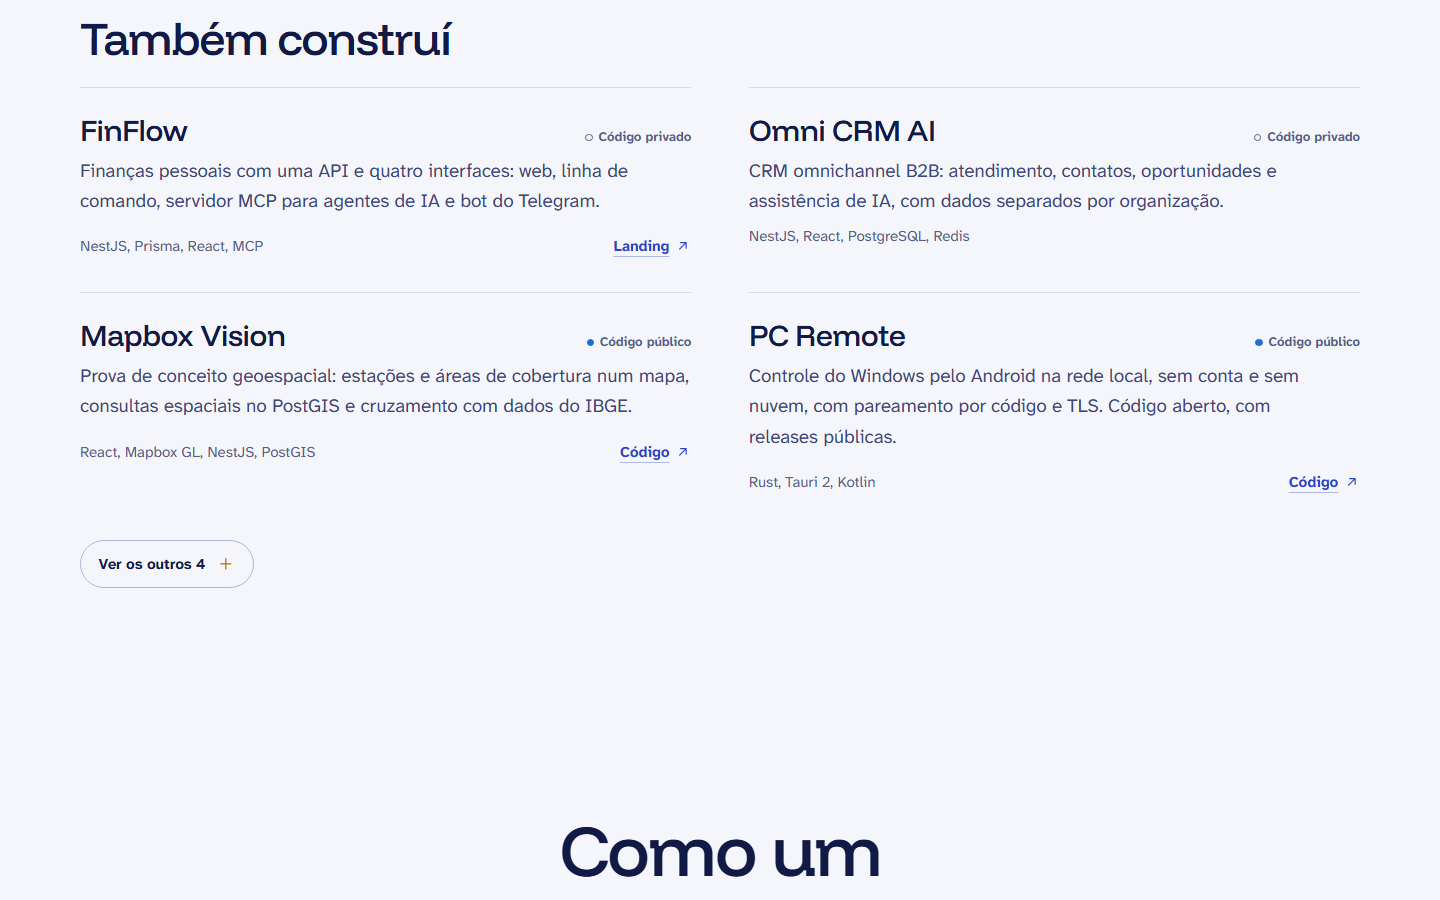 Também construí
FinFlow
Código privado
Finanças pessoais com uma API e quatro interfaces: web, linha de
comando, servidor MCP para agentes de IA e bot do Telegram.
NestJS, Prisma, React, MCP
Landing
Omni CRM AI
Código privado
CRM omnichannel B2B: atendimento, contatos, oportunidades e
assistência de IA, com dados separados por organização.
NestJS, React, PostgreSQL, Redis
Mapbox Vision
Código público
Prova de conceito geoespacial: estações e áreas de cobertura num mapa,
consultas espaciais no PostGIS e cruzamento com dados do IBGE.
React, Mapbox GL, NestJS, PostGIS
Código
PC Remote
Código público
Controle do Windows pelo Android na rede local, sem conta e sem
nuvem, com pareamento por código e TLS. Código aberto, com
releases públicas.
Rust, Tauri 2, Kotlin
Código
Ver os outros 4
Como um